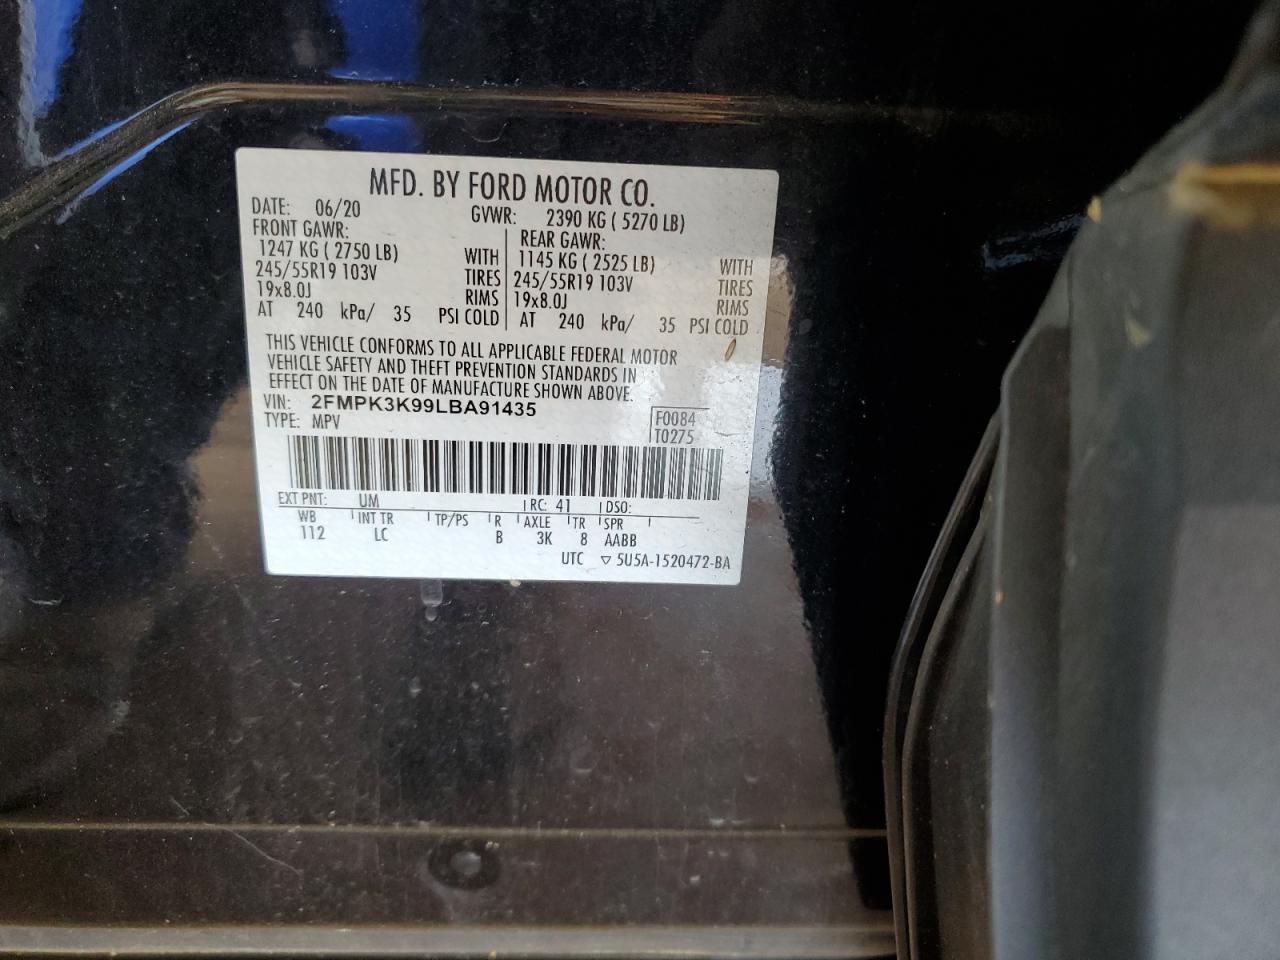 MFD. BY FORD MOTOR CO.
DATE: 06/20 GVWR: 2390 KG ( 5270 LB)
FRONT GAWR: REAR GAWR:
1247 KG ( 2750 LB) WITH 1145 KG ( 2525 LB) WITH
245/55R19 103V TIRES 245/55R19 103V TIRES
19x8.0J RIMS 19x8.0J RIMS
AT 240 kPa/ 35 PSI COLD AT 240 kPa/ 35 PSI COLD
THIS VEHICLE CONFORMS TO ALL APPLICABLE FEDERAL MOTOR
VEHICLE SAFETY AND THEFT PREVENTION STANDARDS IN
EFFECT ON THE DATE OF MANUFACTURE SHOWN ABOVE.
VIN: 2FMPK3K99LBA91435 F0084
TYPE: MPV T0275
EXT PNT: UM RC: 41 DSO:
WB INT TR TP/PS R AXLE TR SPR
112 LC B 3K 8 AABB
UTC ▽ 5U5A-1520472-BA